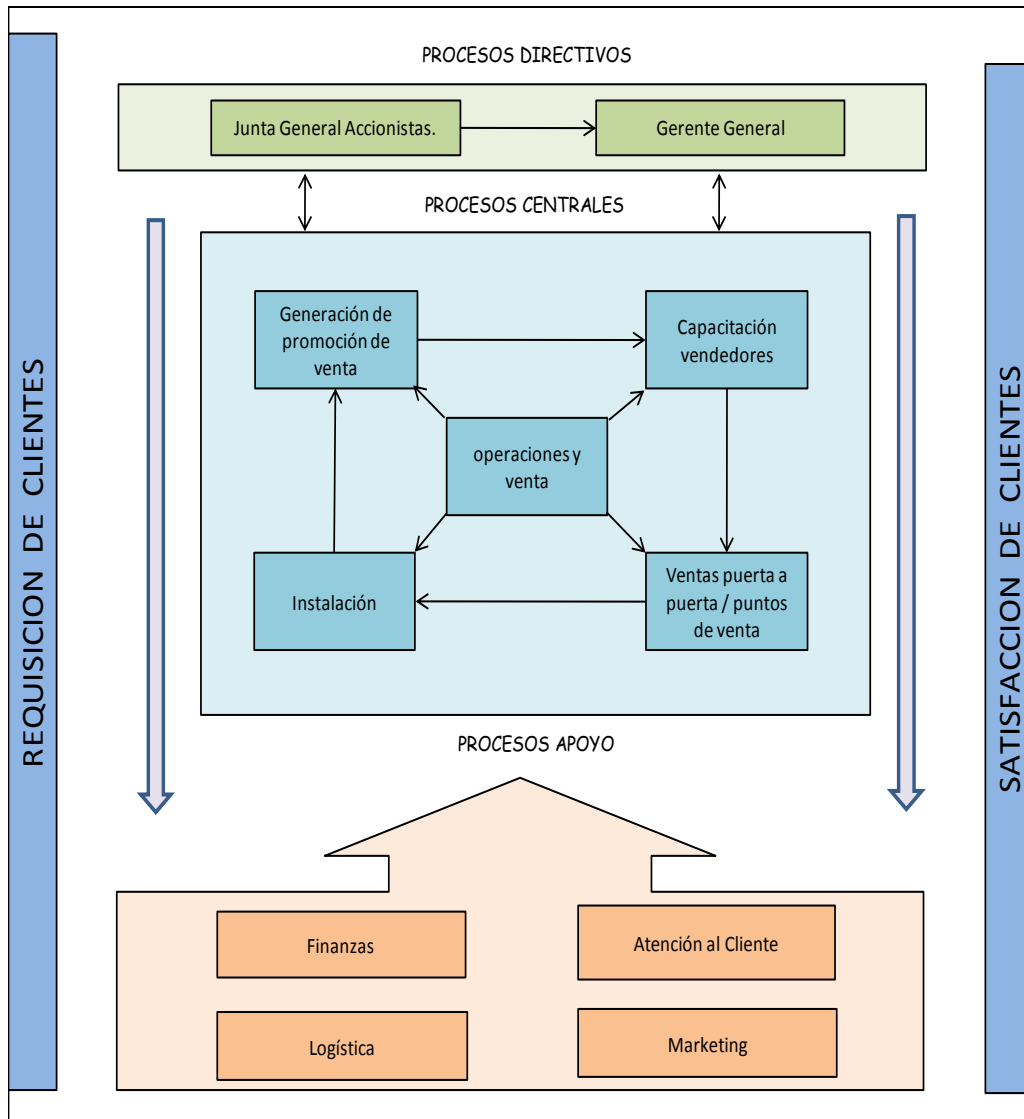 PROCESOS DIRECTIVOS
Junta General Accionistas.
Gerente General
PROCESOS CENTRALES
Generación de
promoción de
venta
Capacitación
vendedores
operaciones y
venta
Instalación
Ventas puerta a
puerta / puntos
de venta
PROCESOS APOYO
Finanzas
Atención al Cliente
Logística
Marketing
REQUISICION DE CLIENTES
SATISFACCION DE CLIENTES